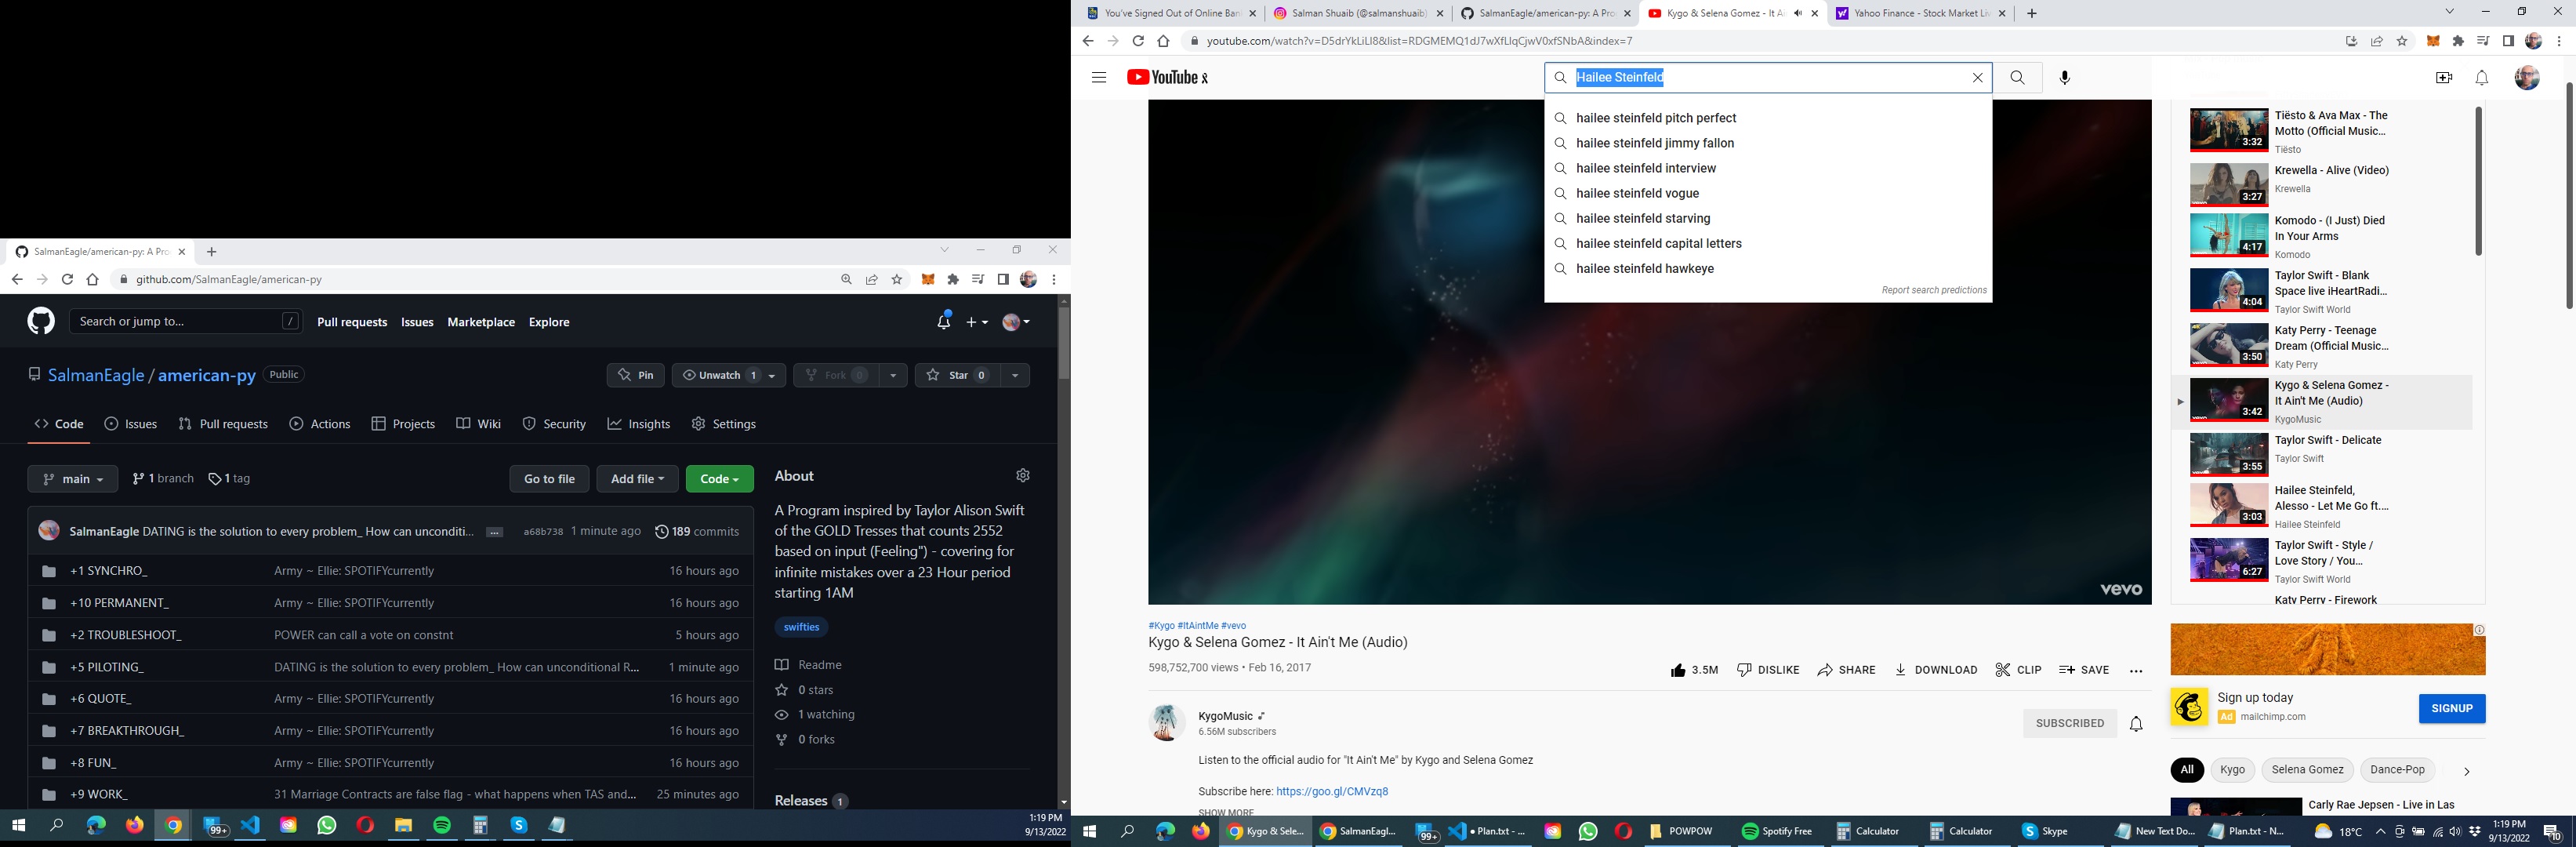 SalmanEagle/american-py: A Pro
github.com/SalmanEagle/american-py
Search or jump to... /
Pull requests Issues Marketplace Explore
SalmanEagle / american-py Public
Pin Unwatch 1 Fork 0 Star 0
Code Issues Pull requests Actions Projects Wiki Security Insights Settings
main 1 branch 1 tag Go to file Add file Code
SalmanEagle DATING is the solution to every problem_ How can unconditi... ... a68b738 1 minute ago 189 commits
+1 SYNCHRO_ Army ~ Ellie: SPOTIFYcurrently 16 hours ago
+10 PERMANENT_ Army ~ Ellie: SPOTIFYcurrently 16 hours ago
+2 TROUBLESHOOT_ POWER can call a vote on constnt 5 hours ago
+5 PILOTING_ DATING is the solution to every problem_ How can unconditional R... 1 minute ago
+6 QUOTE_ Army ~ Ellie: SPOTIFYcurrently 16 hours ago
+7 BREAKTHROUGH_ Army ~ Ellie: SPOTIFYcurrently 16 hours ago
+8 FUN_ Army ~ Ellie: SPOTIFYcurrently 16 hours ago
+9 WORK_ 31 Marriage Contracts are false flag - what happens when TAS and... 25 minutes ago
About
A Program inspired by Taylor Alison Swift
of the GOLD Tresses that counts 2552
based on input (Feeling") - covering for
infinite mistakes over a 23 Hour period
starting 1AM
swifties
Readme
0 stars
1 watching
0 forks
Releases 1
99+
1:19 PM
9/13/2022
You've Signed Out of Online Ban Salman Shuaib (@salmanshuaib) SalmanEagle/american-py: A Pro Kygo & Selena Gomez - It Ai Yahoo Finance - Stock Market Li
youtube.com/watch?v=D5drYkLiLI8&list=RDGMEMQ1dJ7wXfLlqCjwV0xfSNbA&index=7
YouTube
Hailee Steinfeld
hailee steinfeld pitch perfect
hailee steinfeld jimmy fallon
hailee steinfeld interview
hailee steinfeld vogue
hailee steinfeld starving
hailee steinfeld capital letters
hailee steinfeld hawkeye
Report search predictions
vevo
#Kygo #ItAintMe #vevo
Kygo & Selena Gomez - It Ain't Me (Audio)
598,752,700 views • Feb 16, 2017
3.5M DISLIKE SHARE DOWNLOAD CLIP SAVE ...
KygoMusic
6.56M subscribers
SUBSCRIBED
Listen to the official audio for "It Ain't Me" by Kygo and Selena Gomez
Subscribe here: https://goo.gl/CMVzq8
SHOW MORE
Tiësto & Ava Max - The
Motto (Official Music...
3:32
Tiësto
Krewella - Alive (Video)
3:27
Krewella
Komodo - (I Just) Died
In Your Arms
4:17
Komodo
Taylor Swift - Blank
Space live iHeartRadi...
4:04
Taylor Swift World
Katy Perry - Teenage
Dream (Official Music...
3:50
Katy Perry
Kygo & Selena Gomez -
It Ain't Me (Audio)
3:42
KygoMusic
Taylor Swift - Delicate
3:55
Taylor Swift
Hailee Steinfeld,
Alesso - Let Me Go ft....
3:03
Hailee Steinfeld
Taylor Swift - Style /
Love Story / You...
6:27
Taylor Swift World
Katy Perry - Firework
Sign up today
Ad mailchimp.com
SIGNUP
All Kygo Selena Gomez Dance-Pop
Carly Rae Jepsen - Live in Las
Kygo & Sele... SalmanEagl... 99+ Plan.txt - ... POWPOW Spotify Free Calculator Calculator Skype New Text Do... Plan.txt - N... 18°C
1:19 PM
9/13/2022
10